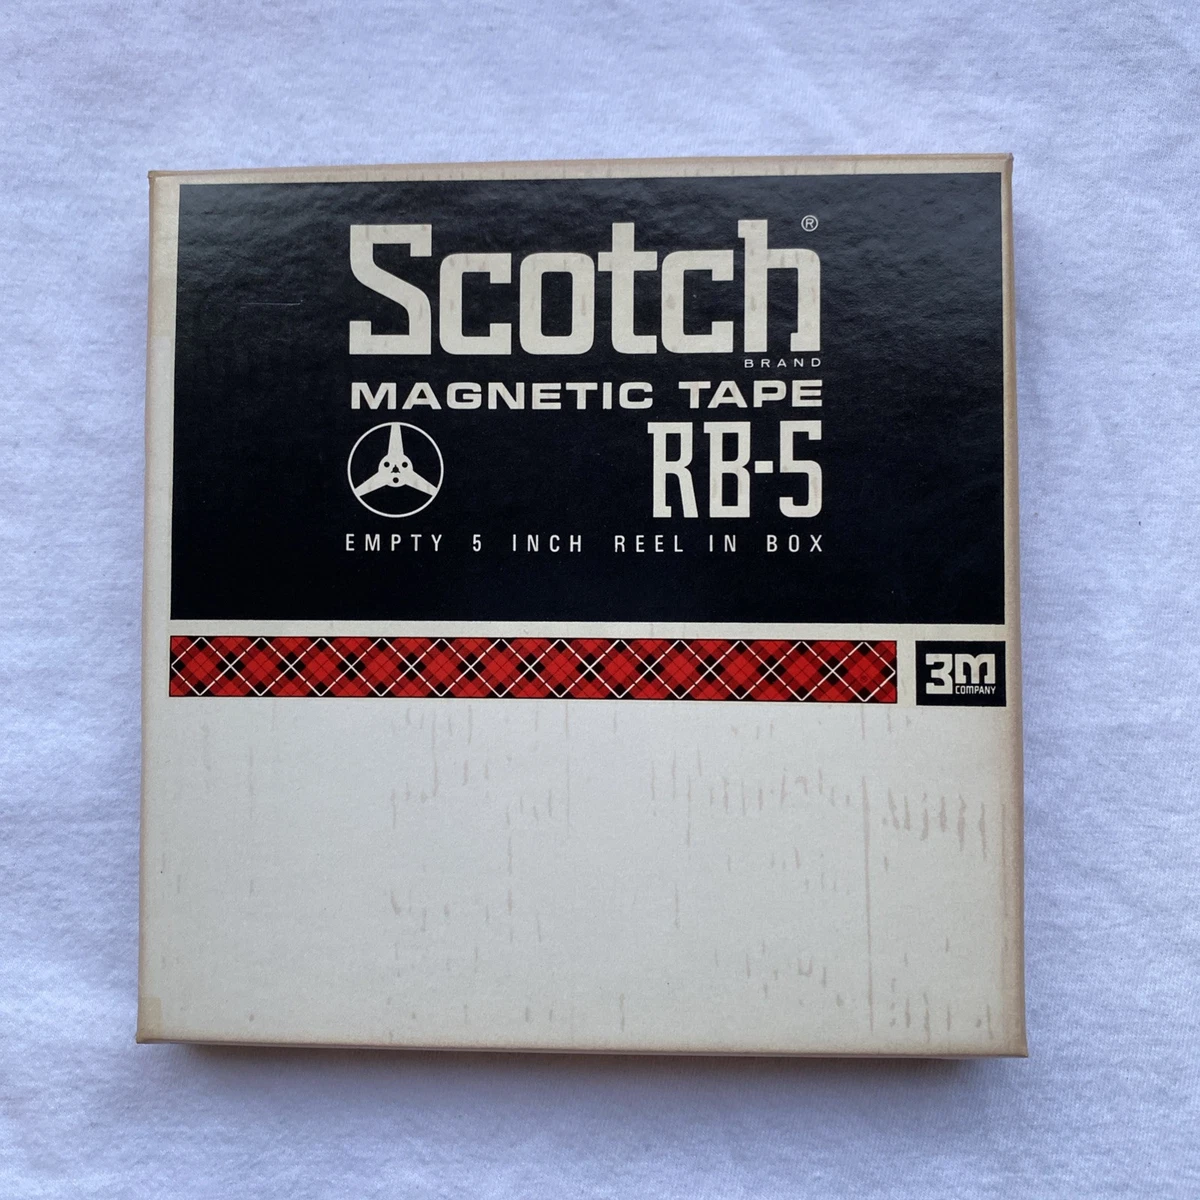 Scotch®
BRAND
MAGNETIC TAPE
RB-5
EMPTY 5 INCH REEL IN BOX
3M
COMPANY